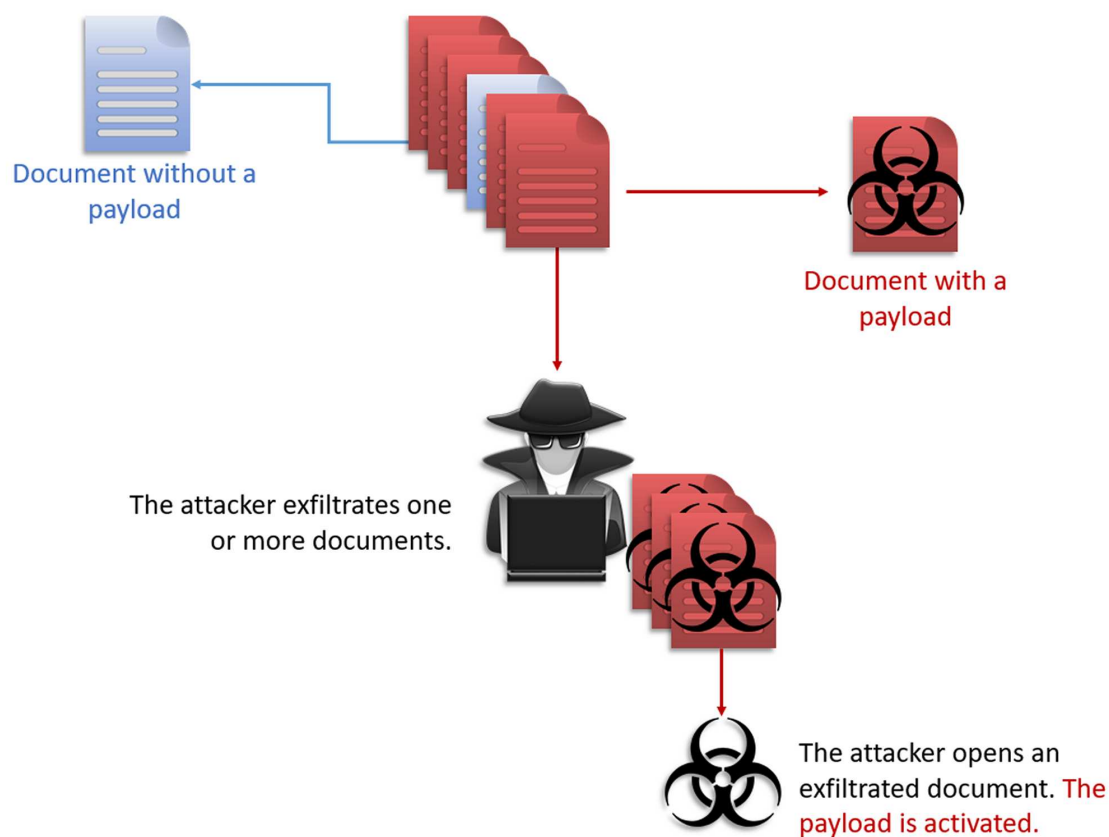 Document without a
payload
Document with a
payload
The attacker exfiltrates one
or more documents.
The attacker opens an
exfiltrated document. The
payload is activated.